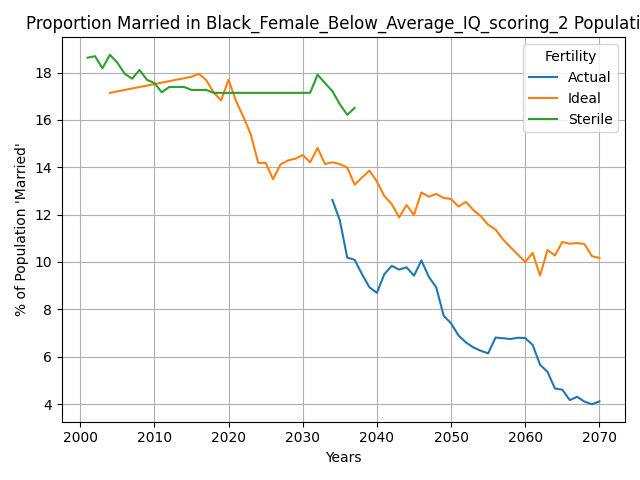 Proportion Married in Black_Female_Below_Average_IQ_scoring_2 Populati
Fertility
Actual
Ideal
Sterile
% of Population 'Married'
18
16
14
12
10
8
6
4
2000 2010 2020 2030 2040 2050 2060 2070
Years